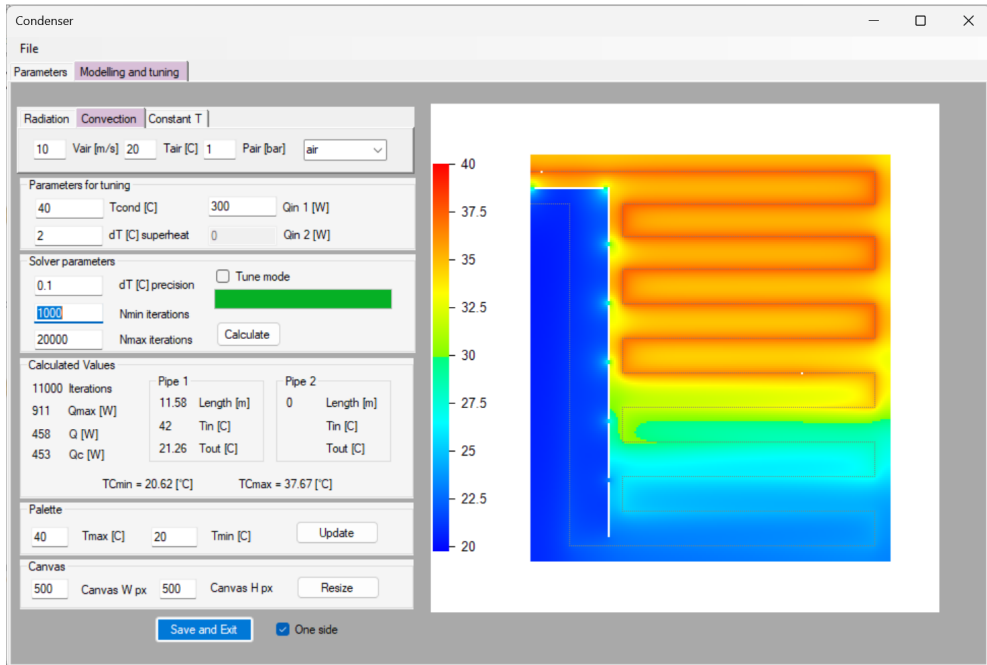 Condenser
File
Parameters Modelling and tuning
Radiation Convection Constant T
10 Vair [m/s] 20 Tair [C] 1 Pair [bar] air
Parameters for tuning
40 Tcond [C] 300 Qin 1 [W]
2 dT [C] superheat 0 Qin 2 [W]
Solver parameters
0.1 dT [C] precision Tune mode
1000 Nmin iterations
20000 Nmax iterations Calculate
Calculated Values
11000 Iterations
911 Qmax [W]
458 Q [W]
453 Qc [W]
Pipe 1
11.58 Length [m]
42 Tin [C]
21.26 Tout [C]
Pipe 2
0 Length [m]
Tin [C]
Tout [C]
TCmin = 20.62 [°C] TCmax = 37.67 [°C]
Palette
40 Tmax [C] 20 Tmin [C] Update
Canvas
500 Canvas W px 500 Canvas H px Resize
Save and Exit One side
40
37.5
35
32.5
30
27.5
25
22.5
20